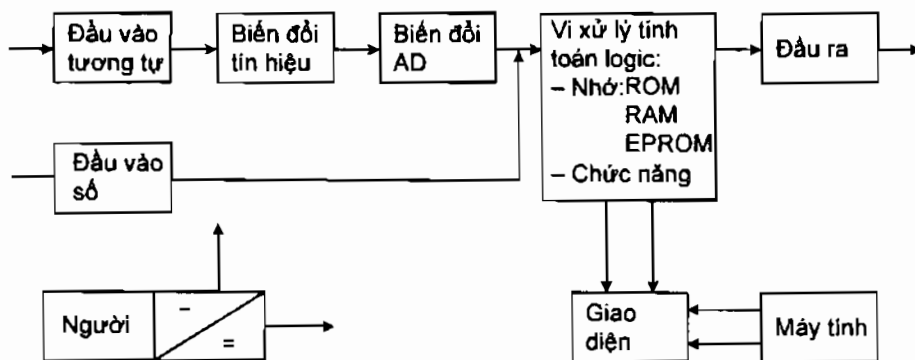 Đầu vào
tương tự
Biến đổi
tín hiệu
Biến đổi
AD
Vi xử lý tính
toán logic:
– Nhớ:ROM
RAM
EPROM
– Chức năng
Đầu ra
Đầu vào
số
Người
–
=
Giao
diện
Máy tính